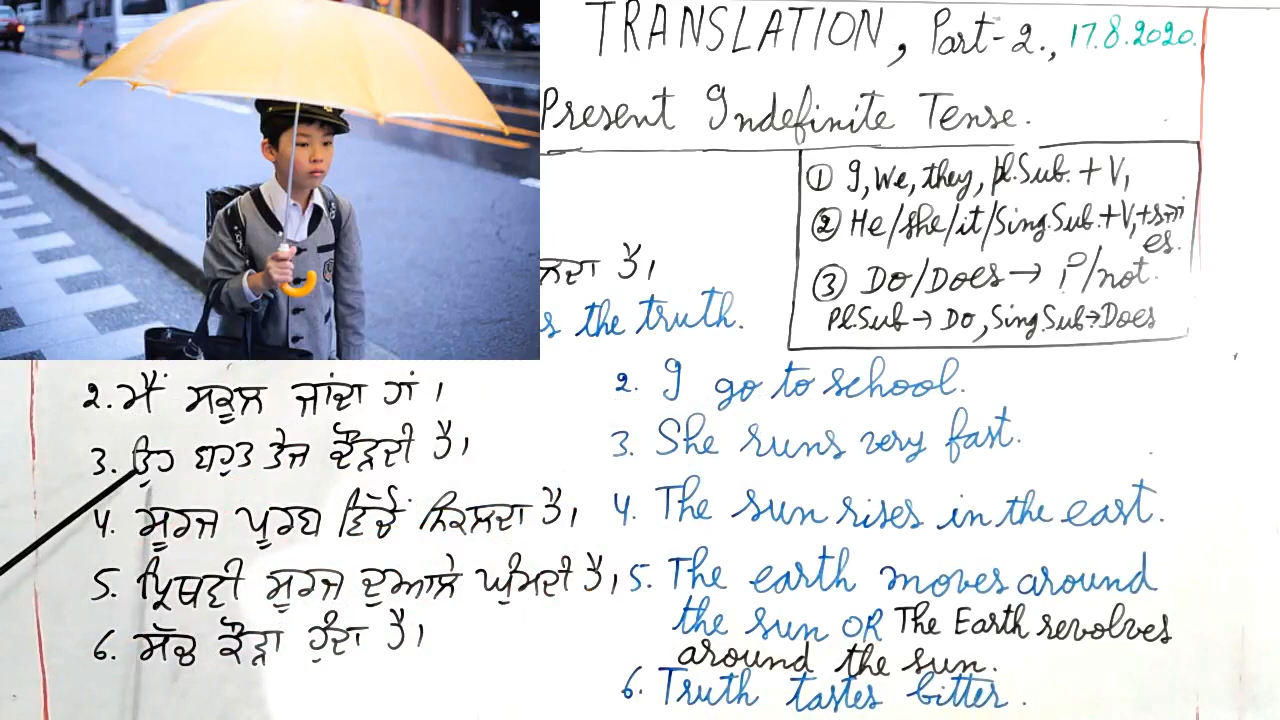 TRANSLATION, Part-2., 17.8.2020.
Present Indefinite Tense.
① I, We, they, pl.Sub. + V,
② He/she/it/Sing.Sub.+V,+s या
es.
③ Do/Does → ?/not.
Pl.Sub → Do, Sing Sub→Does
ਲਦਾ ਹੈ।
s the truth.
2. ਮੈਂ ਸਕੂਲ ਜਾਂਦਾ ਹਾਂ।
2. I go to school.
3. ਉਹ ਬਹੁਤ ਤੇਜ ਦੌੜਦੀ ਹੈ।
3. She runs very fast.
4. ਸੂਰਜ ਪੂਰਬ ਵਿੱਚੋਂ ਨਿਕਲਦਾ ਹੈ।
4. The sun rises in the east.
5. ਪ੍ਰਿਥਵੀ ਸੂਰਜ ਦੁਆਲੇ ਘੁੰਮਦੀ ਹੈ।
5. The earth moves around
the sun OR The Earth revolves
around the sun.
6. ਸੱਚ ਕੌੜਾ ਹੁੰਦਾ ਹੈ।
6. Truth tastes bitter.